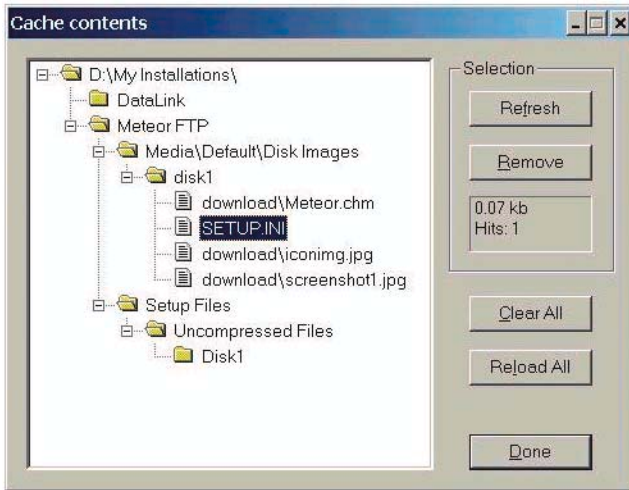 Cache contents
D:\My Installations\
DataLink
Meteor FTP
Media\Default\Disk Images
disk1
download\Meteor.chm
SETUP.INI
download\iconimg.jpg
download\screenshot1.jpg
Setup Files
Uncompressed Files
Disk1
Selection
Refresh
Remove
0.07 kb
Hits: 1
Clear All
Reload All
Done